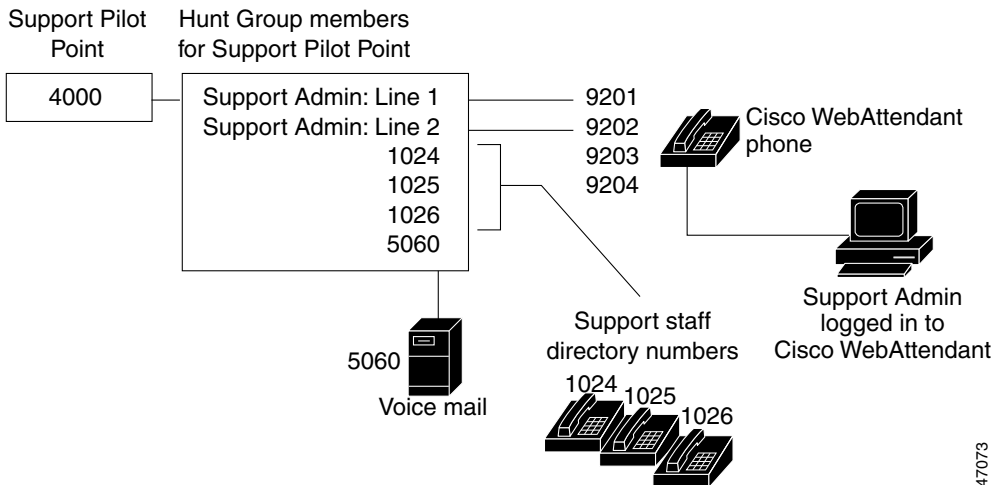 Support Pilot
Point
Hunt Group members
for Support Pilot Point
4000
Support Admin: Line 1
Support Admin: Line 2
1024
1025
1026
5060
9201
9202
9203
9204
Cisco WebAttendant
phone
Support Admin
logged in to
Cisco WebAttendant
Support staff
directory numbers
1024
1025
1026
5060
Voice mail
47073